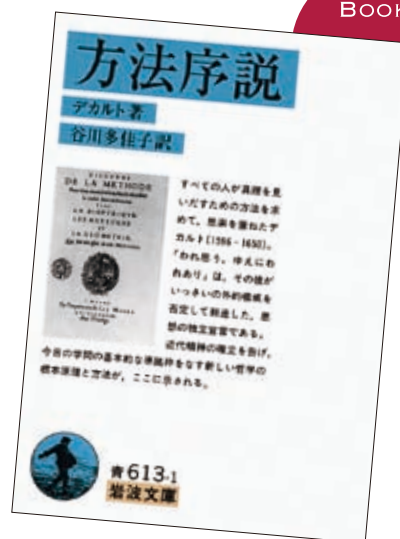 BOOK
方法序説
デカルト著
谷川多佳子訳
DISCOURS
DE LA METHODE
LA DIOPTRIQUE
LES METEORES
ET
LA GEOMETRIE
すべての人が真理を見
いだすための方法を求
めて、思索を重ねたデ
カルト(1596-1650)。
「われ思う、ゆえにわ
れあり」は、その彼が
いっさいの外的権威を
否定して到達した、思
想の独立宣言である。
近代精神の確立を告げ、
今日の学問の基本的な準拠枠をなす新しい哲学の
根本原理と方法が、ここに示される。
青613-1
岩波文庫